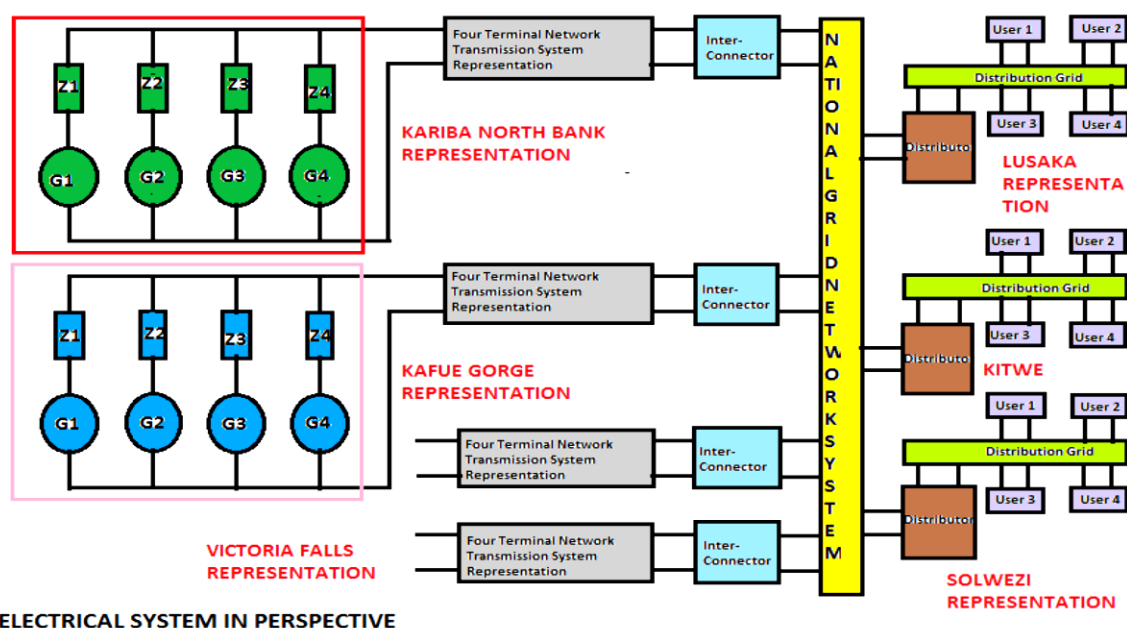 Four Terminal Network
Transmission System
Representation
Inter-
Connector
Z1
Z2
Z3
Z4
G1
G2
G3
G4
KARIBA NORTH BANK
REPRESENTATION
Four Terminal Network
Transmission System
Representation
Inter-
Connector
Z1
Z2
Z3
Z4
G1
G2
G3
G4
KAFUE GORGE
REPRESENTATION
Four Terminal Network
Transmission System
Representation
Inter-
Connector
Four Terminal Network
Transmission System
Representation
Inter-
Connector
VICTORIA FALLS
REPRESENTATION
NATIONALGRIDNETWORKSYSTEM
User 1
User 2
Distribution Grid
User 3
User 4
Distributor
LUSAKA
REPRESENTA
TION
User 1
User 2
Distribution Grid
User 3
User 4
Distributor
KITWE
User 1
User 2
Distribution Grid
User 3
User 4
Distributor
SOLWEZI
REPRESENTATION
ELECTRICAL SYSTEM IN PERSPECTIVE